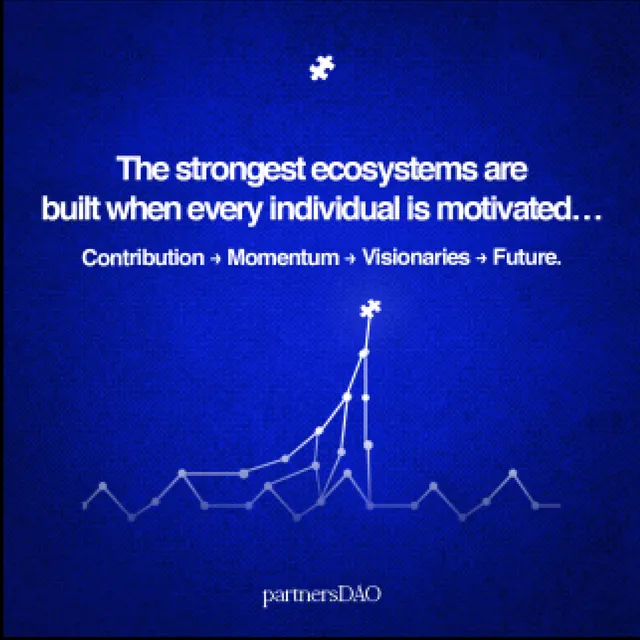 The strongest ecosystems are
built when every individual is motivated...
Contribution → Momentum → Visionaries → Future.
partnersDAO